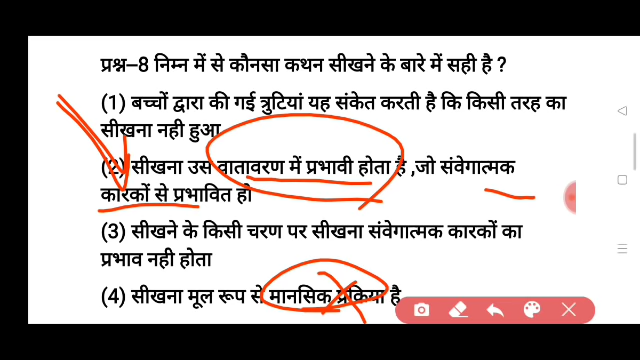 प्रश्न–8 निम्न में से कौनसा कथन सीखने के बारे में सही है ?
(1) बच्चों द्वारा की गई त्रुटियां यह संकेत करती है कि किसी तरह का
सीखना नही हुआ
(2) सीखना उस वातावरण में प्रभावी होता है ,जो संवेगात्मक
कारकों से प्रभावित हो
(3) सीखने के किसी चरण पर सीखना संवेगात्मक कारकों का
प्रभाव नही होता
(4) सीखना मूल रूप से मानसिक प्रक्रिया है